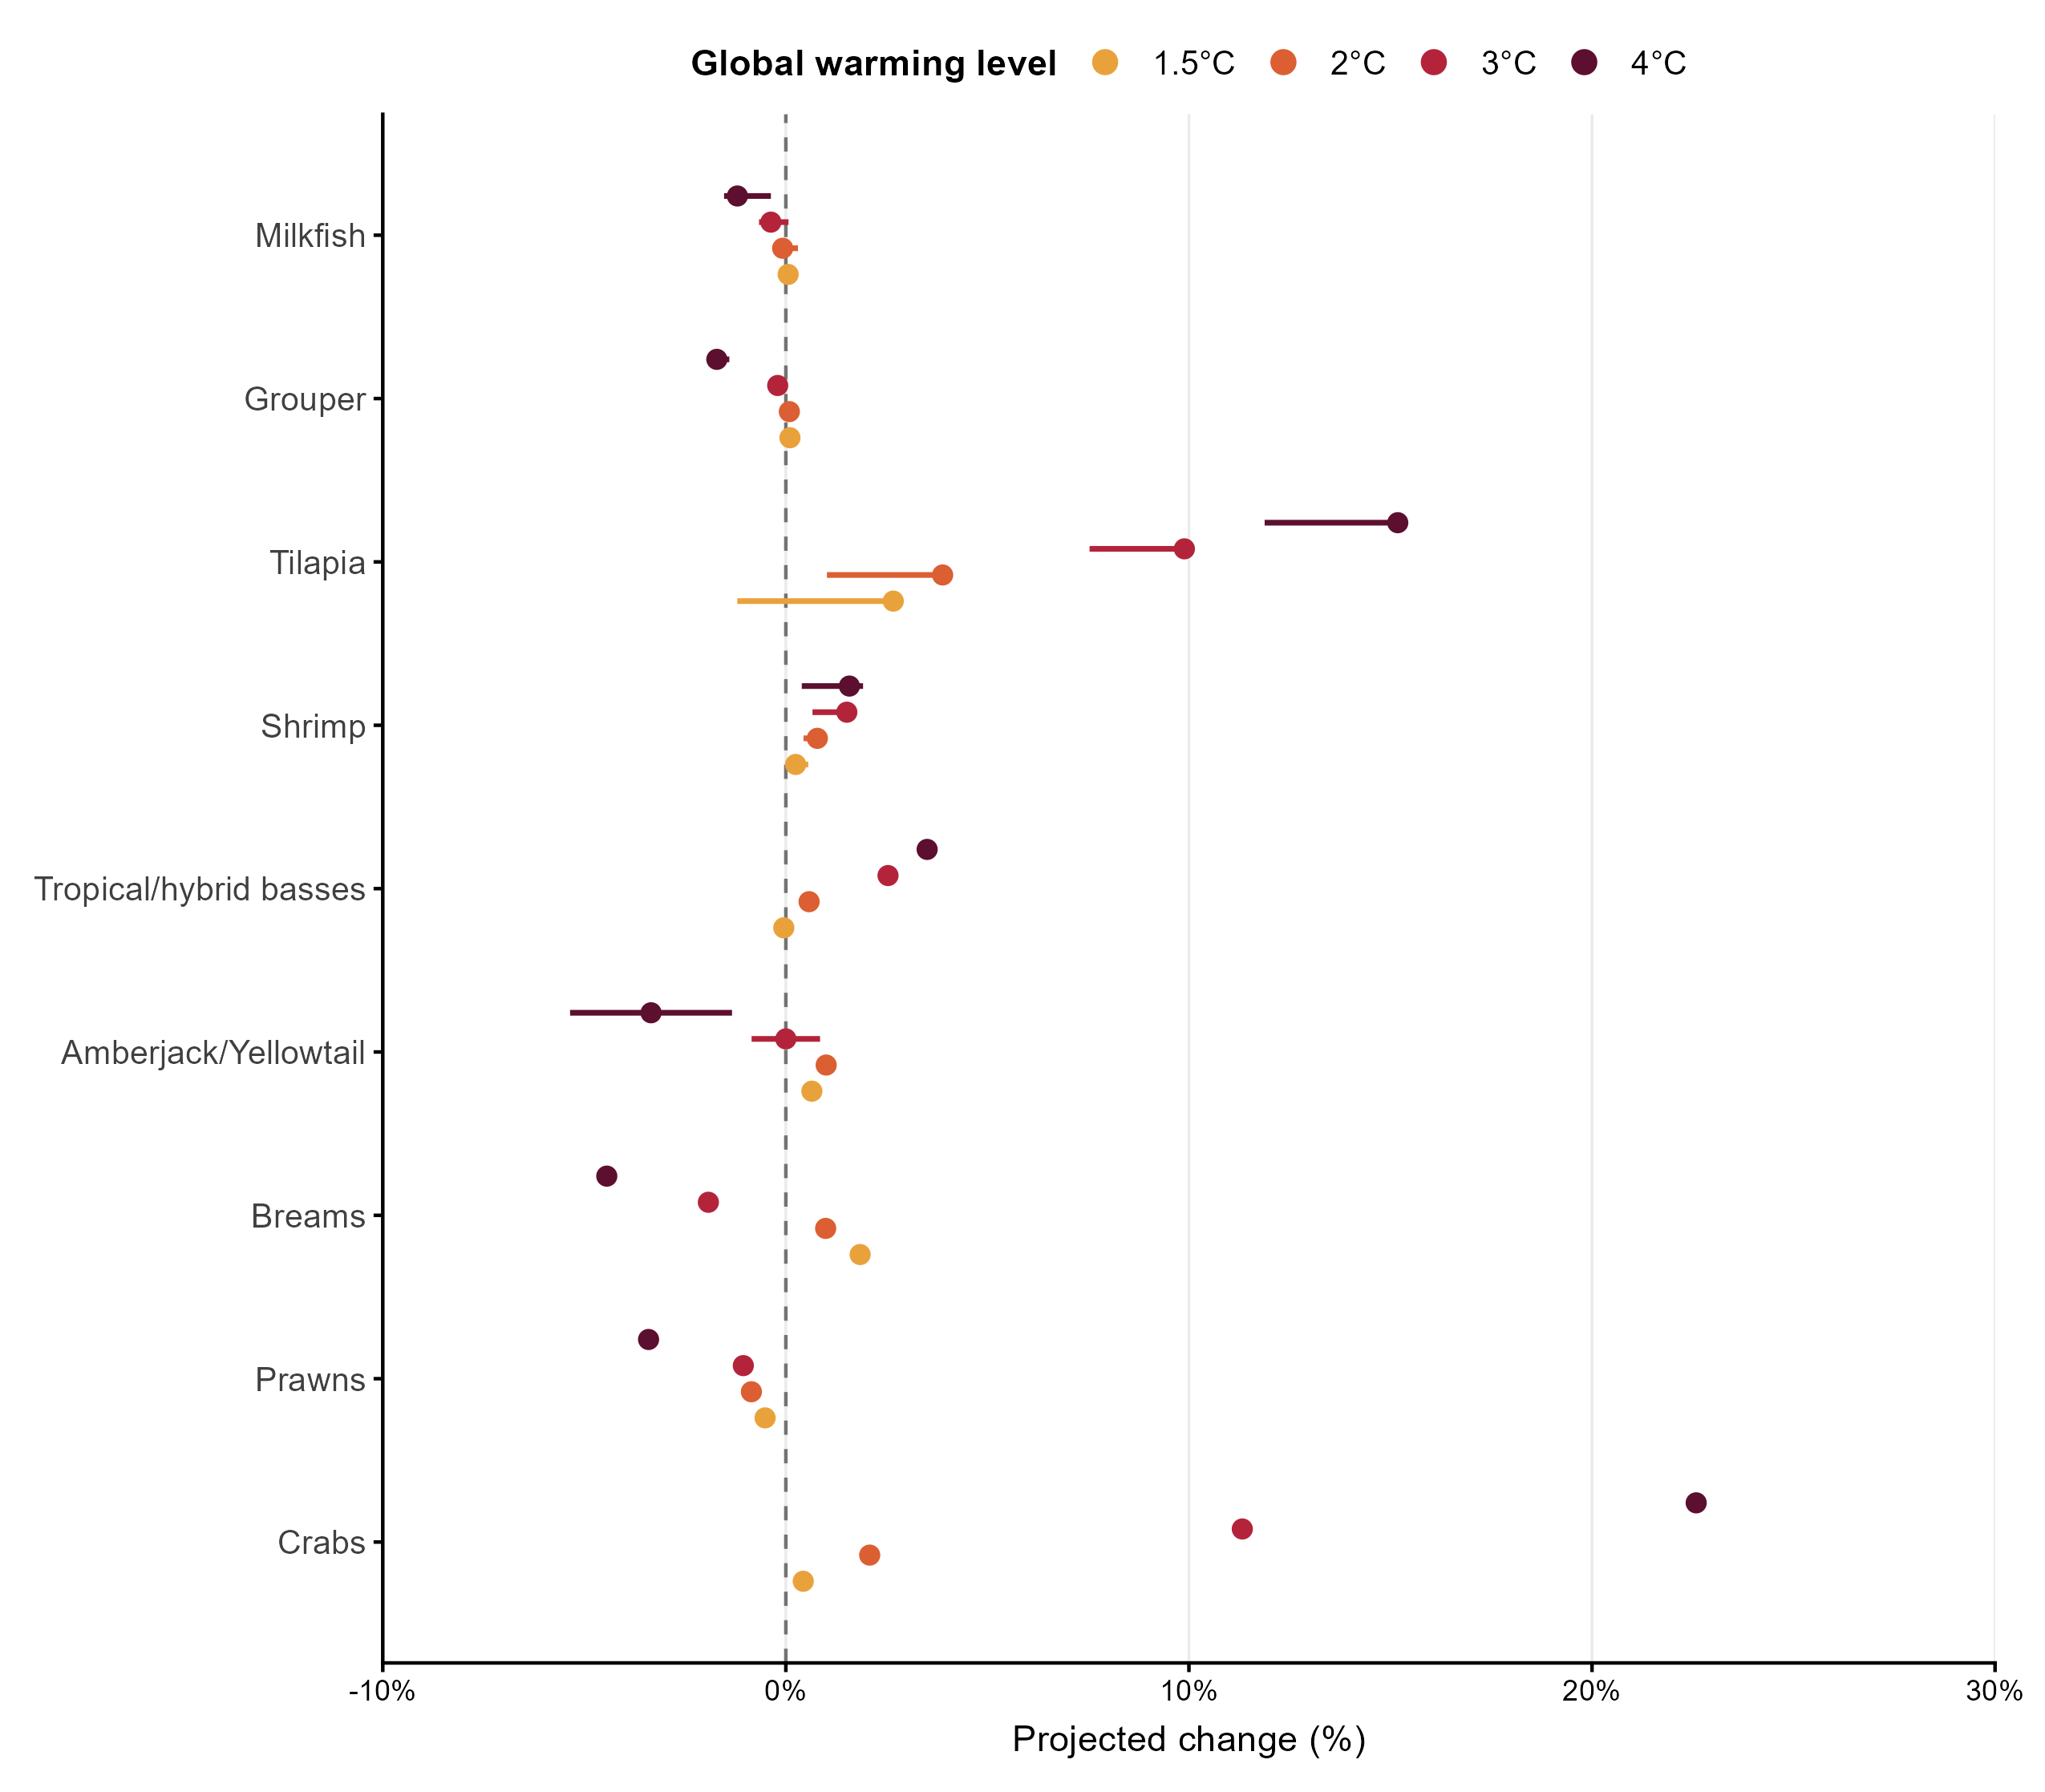 Global warming level 1.5°C 2°C 3°C 4°C
Milkfish
Grouper
Tilapia
Shrimp
Tropical/hybrid basses
Amberjack/Yellowtail
Breams
Prawns
Crabs
-10% 0% 10% 20% 30%
Projected change (%)